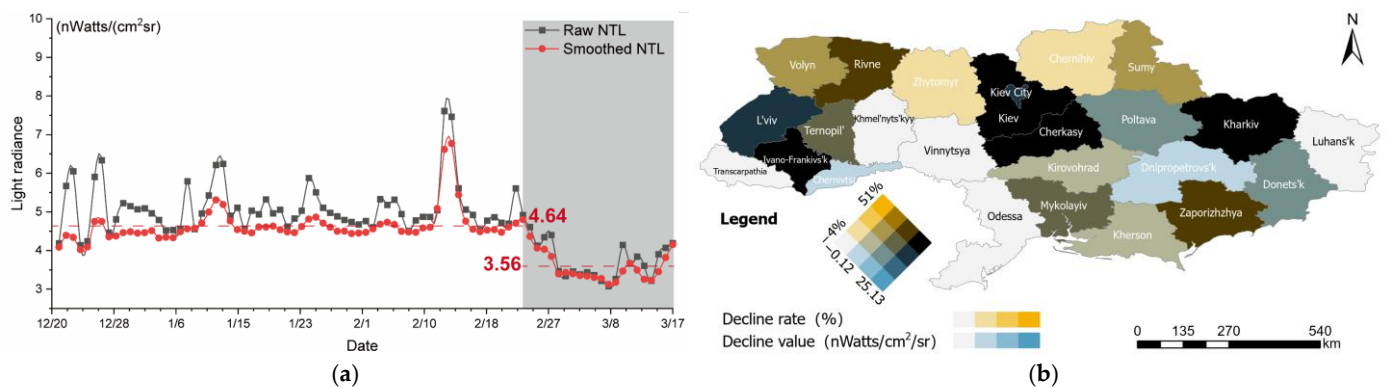 (nWatts/(cm²sr)
Raw NTL
Smoothed NTL
10
9
8
7
6
5
4
3
Light radiance
4.64
3.56
12/20
12/28
1/6
1/15
1/23
2/1
2/10
2/18
2/27
3/8
3/17
Date
(a)
N
Volyn
Rivne
Zhytomyr
Chernihiv
Sumy
Kiev City
Kiev
L'viv
Ternopil'
Khmel'nyts'kyy
Cherkasy
Poltava
Kharkiv
Luhans'k
Ivano-Frankivs'k
Vinnytsya
Transcarpathia
Chernivtsi
Kirovohrad
Dnipropetrovs'k
Donets'k
Odessa
Mykolayiv
Zaporizhzhya
Kherson
Legend
51%
−4%
−0.12
25.13
Decline rate (%)
Decline value (nWatts/cm²/sr)
0 135 270 540
km
(b)